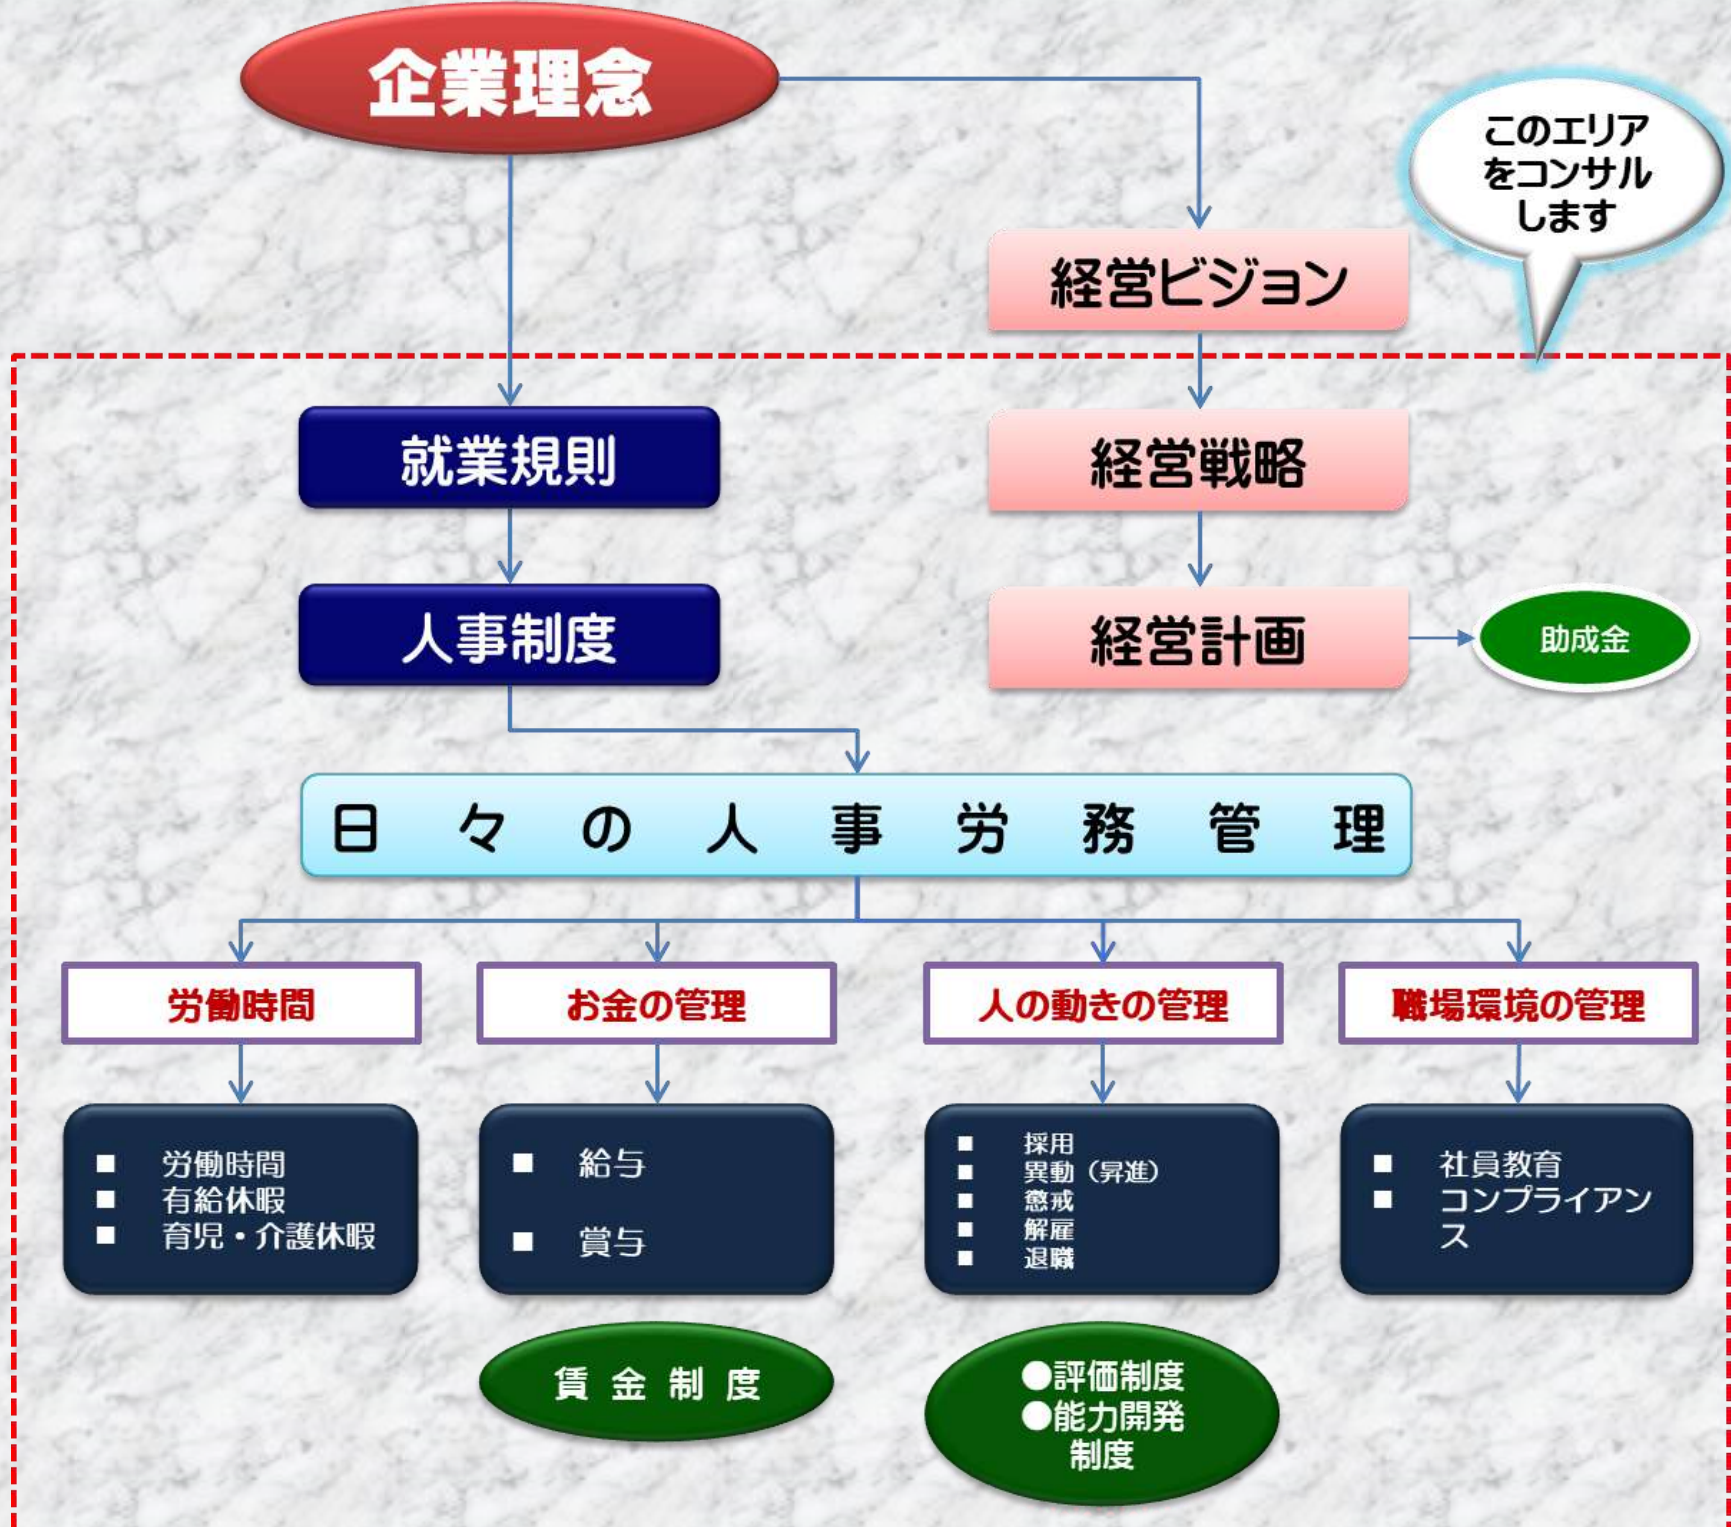 企業理念
このエリア
をコンサル
します
経営ビジョン
就業規則
経営戦略
人事制度
経営計画
助成金
日々の人事労務管理
労働時間
お金の管理
人の動きの管理
職場環境の管理
■ 労働時間
■ 有給休暇
■ 育児・介護休暇
■ 給与
■ 賞与
■ 採用
■ 異動（昇進）
■ 懲戒
■ 解雇
■ 退職
■ 社員教育
■ コンプライアン
ス
賃金制度
●評価制度
●能力開発
制度